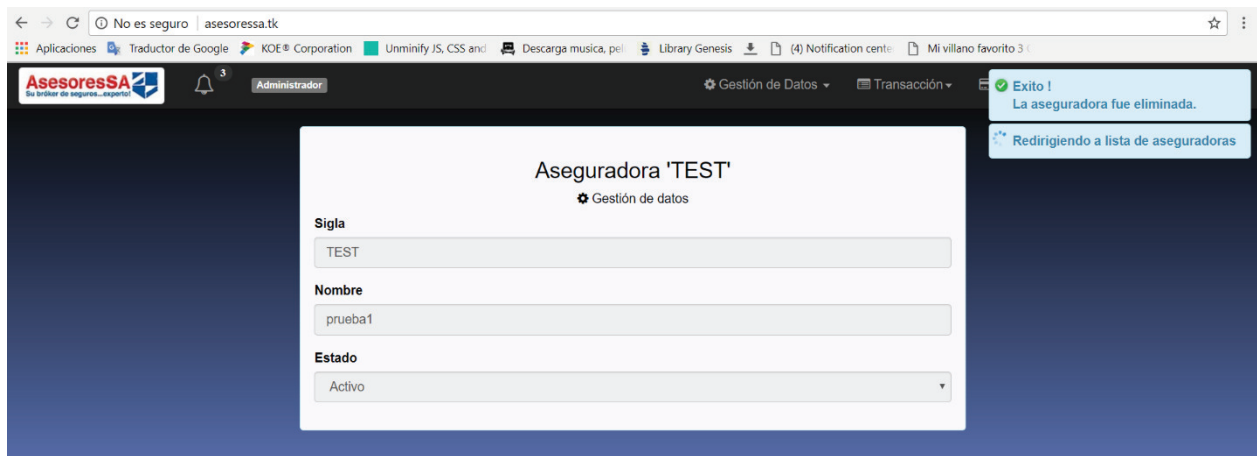 No es seguro | asesoressa.tk
Aplicaciones Traductor de Google KOE® Corporation Unminify JS, CSS and Descarga musica, pel Library Genesis (4) Notification cente Mi villano favorito 3
AsesoresSA
Su bróker de seguros...experto!
3
Administrador
Gestión de Datos
Transacción
Exito !
La aseguradora fue eliminada.
Redirigiendo a lista de aseguradoras
Aseguradora 'TEST'
Gestión de datos
Sigla
TEST
Nombre
prueba1
Estado
Activo